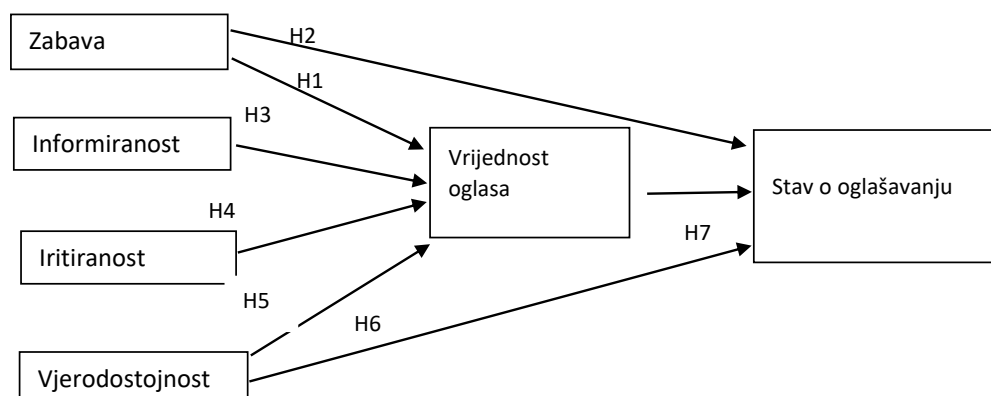 Zabava
H2
H1
H3
Informiranost
Vrijednost
oglasa
Stav o oglašavanju
H4
Iritiranost
H7
H5
H6
Vjerodostojnost